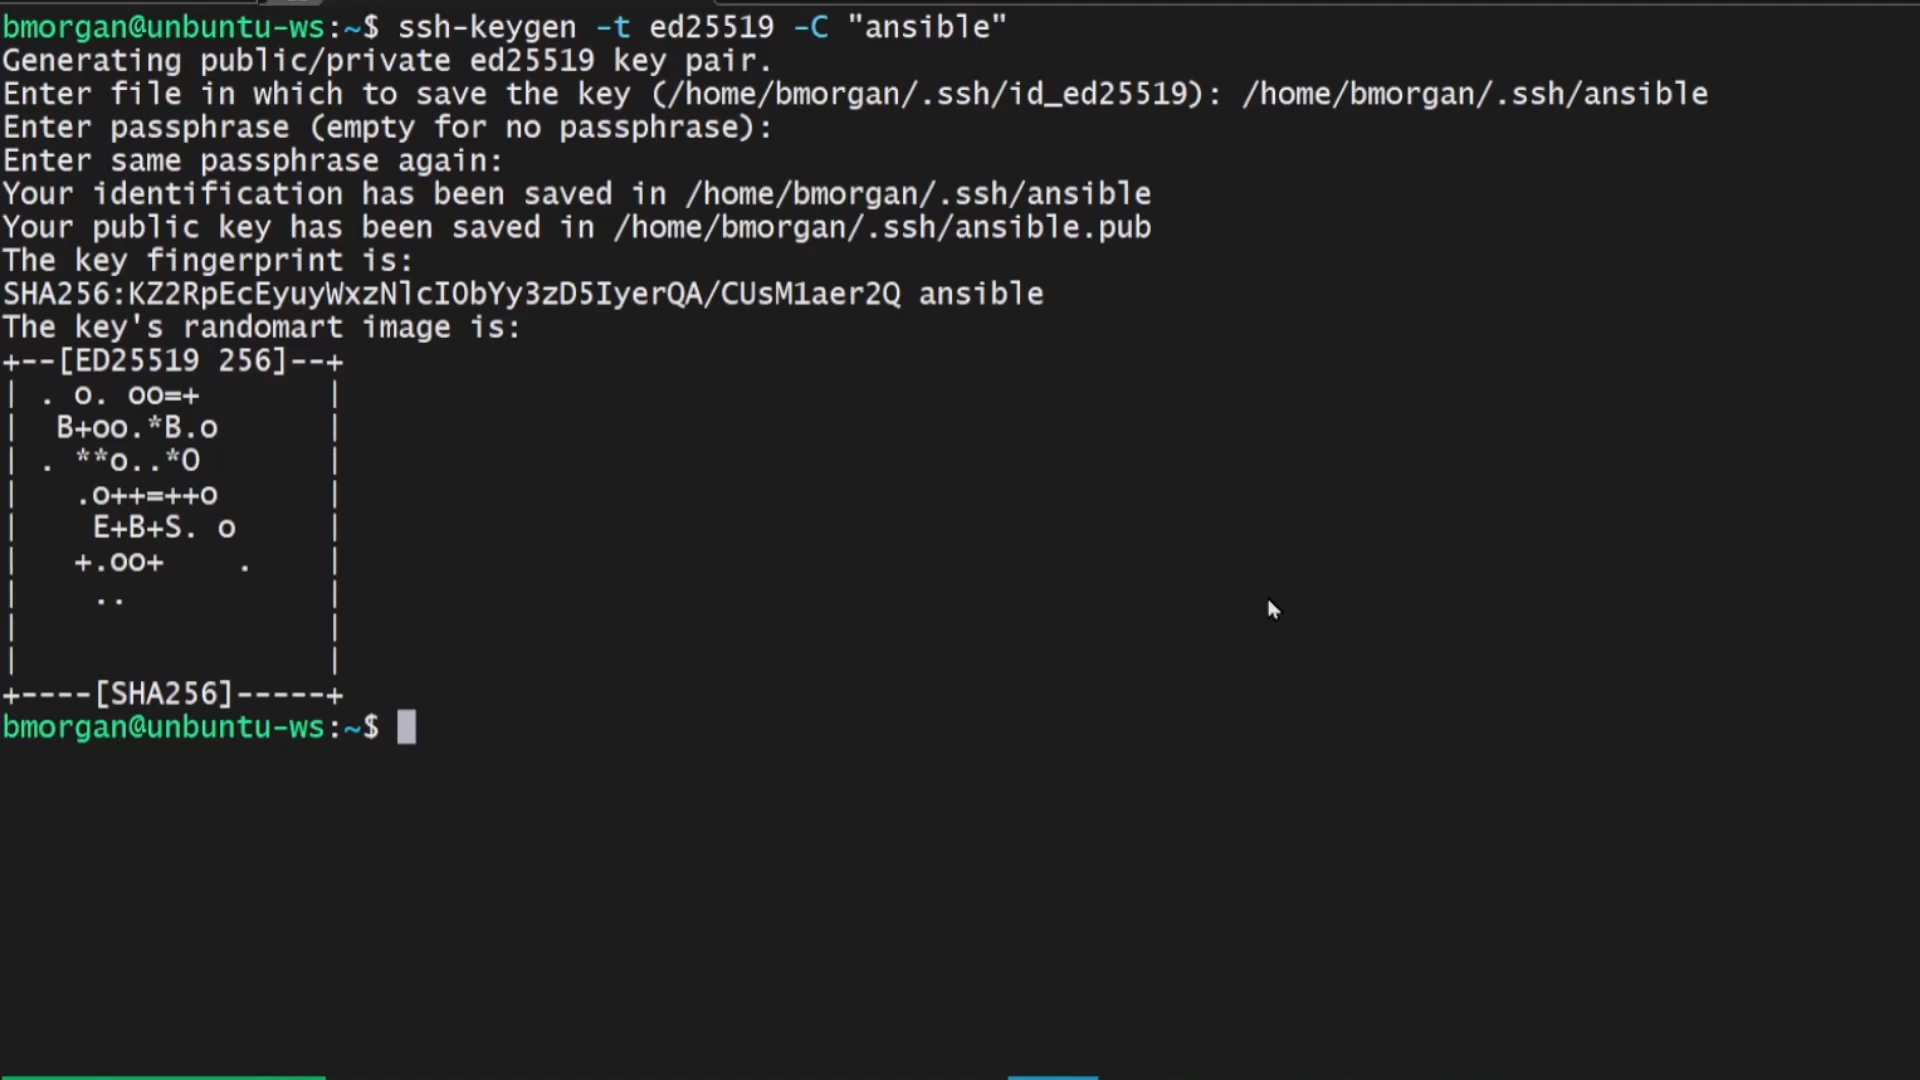 bmorgan@unbuntu-ws:~$ ssh-keygen -t ed25519 -C "ansible"
Generating public/private ed25519 key pair.
Enter file in which to save the key (/home/bmorgan/.ssh/id_ed25519): /home/bmorgan/.ssh/ansible
Enter passphrase (empty for no passphrase):
Enter same passphrase again:
Your identification has been saved in /home/bmorgan/.ssh/ansible
Your public key has been saved in /home/bmorgan/.ssh/ansible.pub
The key fingerprint is:
SHA256:KZ2RpEcEyuyWxzNlcI0bYy3zD5IyerQA/CUsM1aer2Q ansible
The key's randomart image is:
+--[ED25519 256]--+
| . o. oo=+       |
|  B+oo.*B.o      |
| . **o..*O       |
|   .o++=++o      |
|    E+B+S. o     |
|   +.oo+    .    |
|    ..           |
|                 |
|                 |
+----[SHA256]-----+
bmorgan@unbuntu-ws:~$